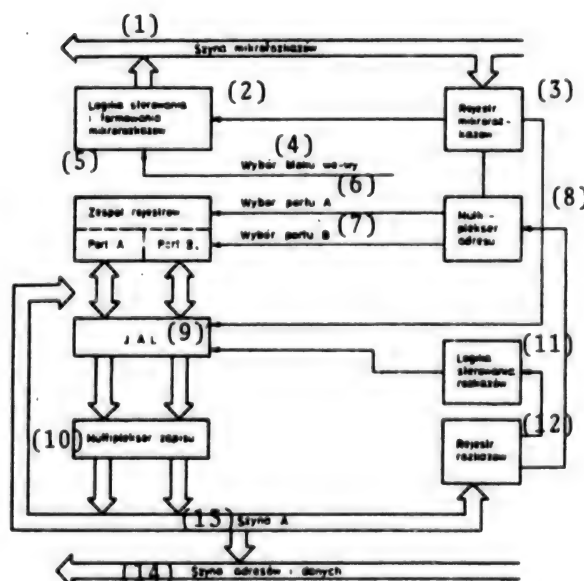 (1)
Szyna mikrorozkazów
(2)
(3)
Logika sterowania
i formowania
mikrorozkazów
Rejestr
mikroroz-
kazów
(4)
(5)
Wybór bloku we-wy
(6)
Zespół rejestrów
Wybór portu A
(7)
Multi-
plekser
adresu
(8)
Port A
Port B
Wybór portu B
(9)
J A L
(11)
Logika
sterowania
rozkazów
(10)
Multiplekser zapisu
(12)
Rejestr
rozkazów
(13)
Szyna A
(14)
Szyna adresów i danych